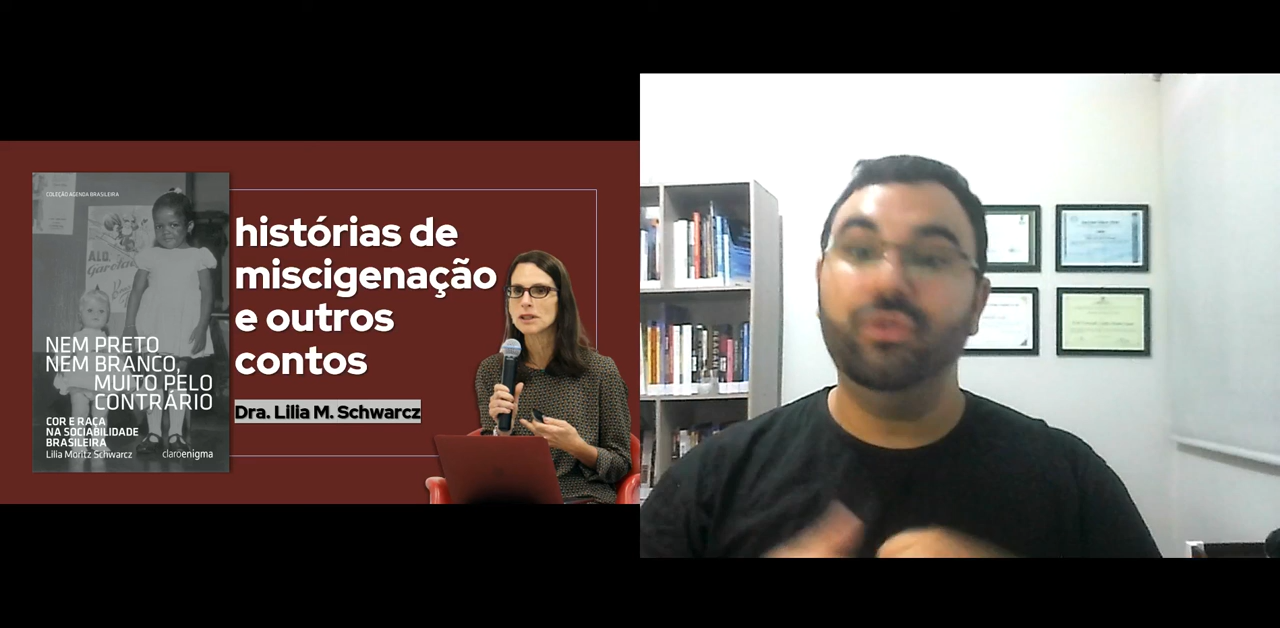 COLEÇÃO AGENDA BRASILEIRA
NEM PRETO
NEM BRANCO,
MUITO PELO
CONTRÁRIO
COR E RAÇA
NA SOCIABILIDADE
BRASILEIRA
Lilia Moritz Schwarcz
claroenigma
histórias de
miscigenação
e outros
contos
Dra. Lilia M. Schwarcz